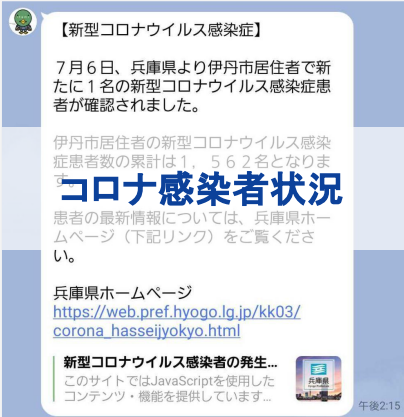 【新型コロナウイルス感染症】
７月６日、兵庫県より伊丹市居住者で新
たに１名の新型コロナウイルス感染症患
者が確認されました。
伊丹市居住者の新型コロナウイルス感染
症患者数の累計は１，５６２名となりま
す。
コロナ感染者状況
患者の最新情報については、兵庫県ホー
ムページ（下記リンク）をご覧くださ
い。
兵庫県ホームページ
https://web.pref.hyogo.lg.jp/kk03/
corona_hasseijyokyo.html
新型コロナウイルス感染者の発生...
このサイトではJavaScriptを使用した
コンテンツ・機能を提供しています...
兵庫県
午後2:15